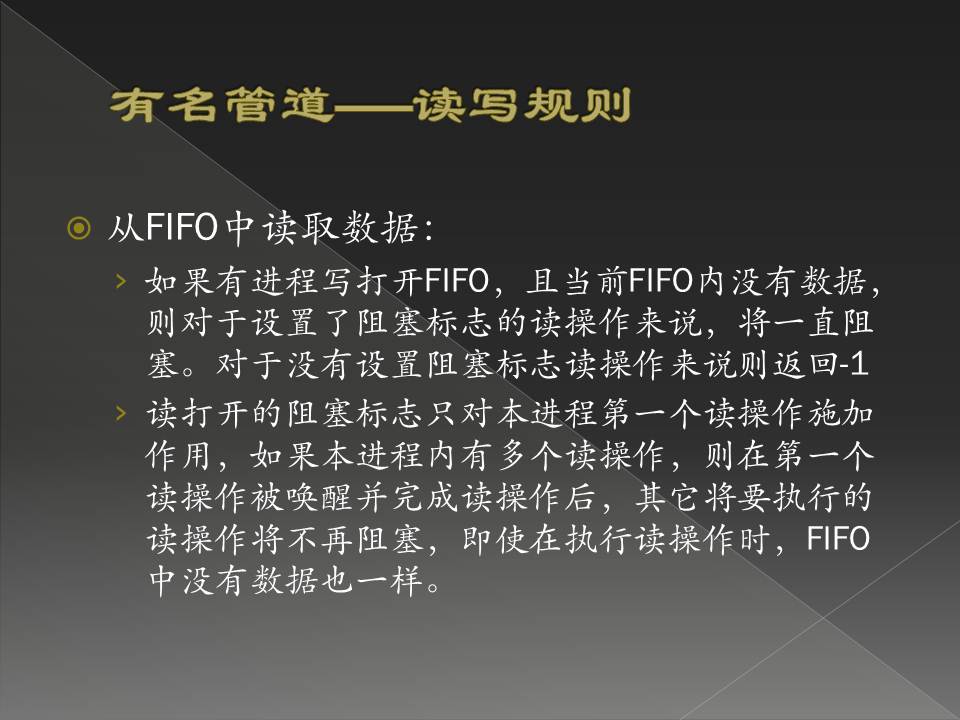 有名管道——读写规则
从FIFO中读取数据：
如果有进程写打开FIFO，且当前FIFO内没有数据，
则对于设置了阻塞标志的读操作来说，将一直阻
塞。对于没有设置阻塞标志读操作来说则返回-1
读打开的阻塞标志只对本进程第一个读操作施加
作用，如果本进程内有多个读操作，则在第一个
读操作被唤醒并完成读操作后，其它将要执行的
读操作将不再阻塞，即使在执行读操作时，FIFO
中没有数据也一样。